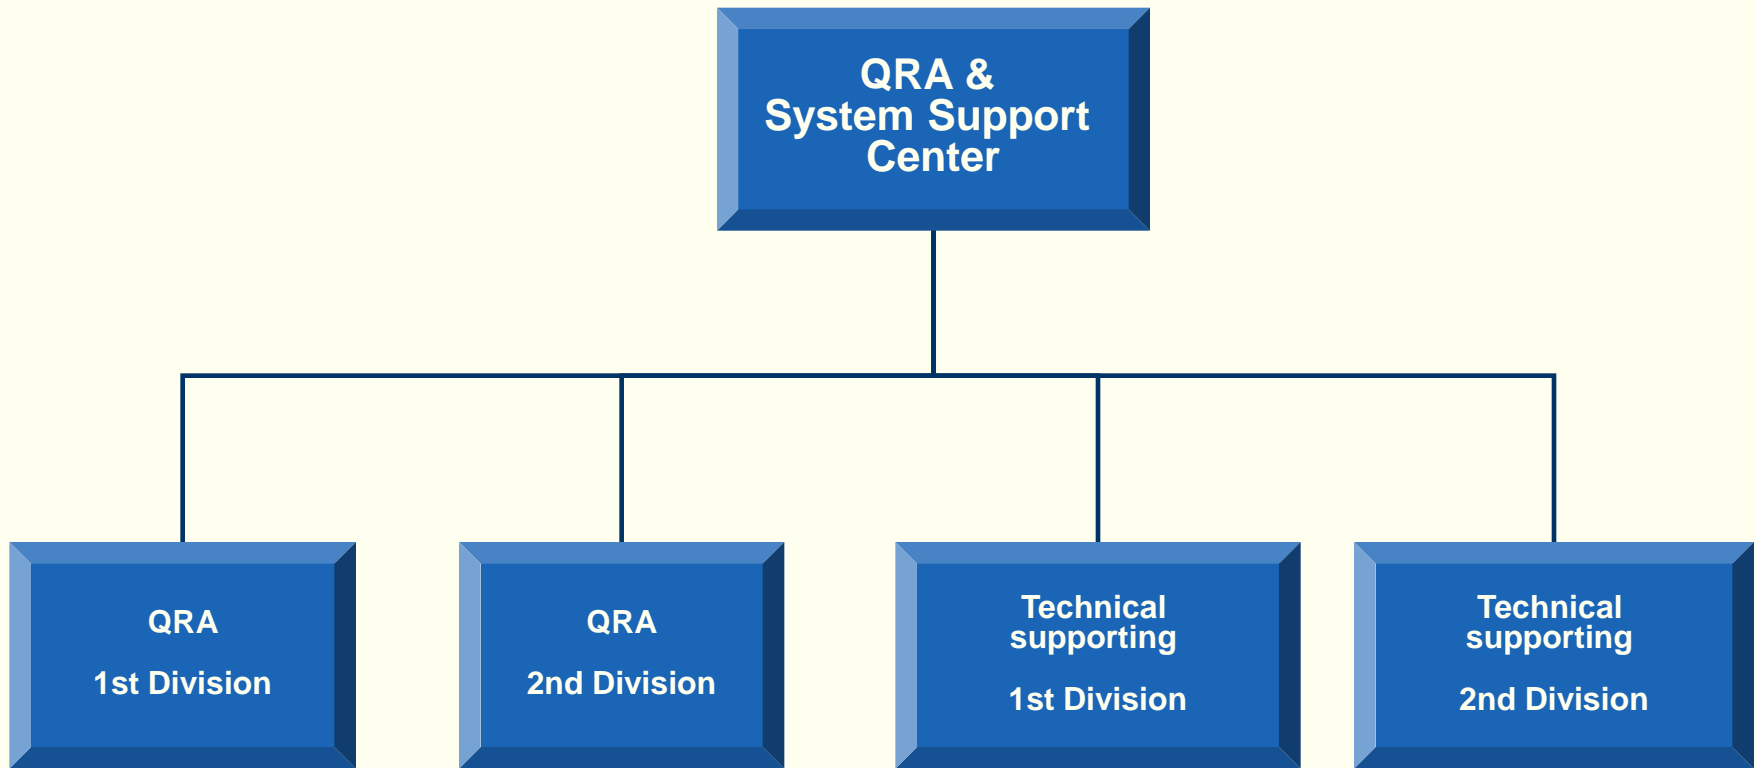 QRA &
System Support
Center
QRA
1st Division
QRA
2nd Division
Technical
supporting
1st Division
Technical
supporting
2nd Division